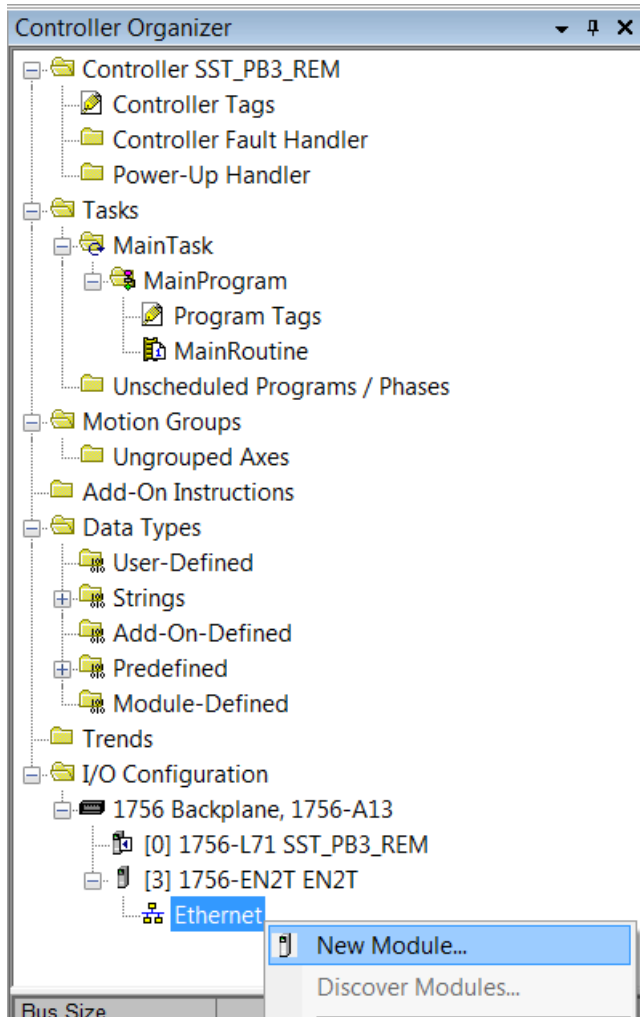 Controller Organizer
Controller SST_PB3_REM
Controller Tags
Controller Fault Handler
Power-Up Handler
Tasks
MainTask
MainProgram
Program Tags
MainRoutine
Unscheduled Programs / Phases
Motion Groups
Ungrouped Axes
Add-On Instructions
Data Types
User-Defined
Strings
Add-On-Defined
Predefined
Module-Defined
Trends
I/O Configuration
1756 Backplane, 1756-A13
[0] 1756-L71 SST_PB3_REM
[3] 1756-EN2T EN2T
Ethernet
New Module...
Discover Modules...
Bus Size